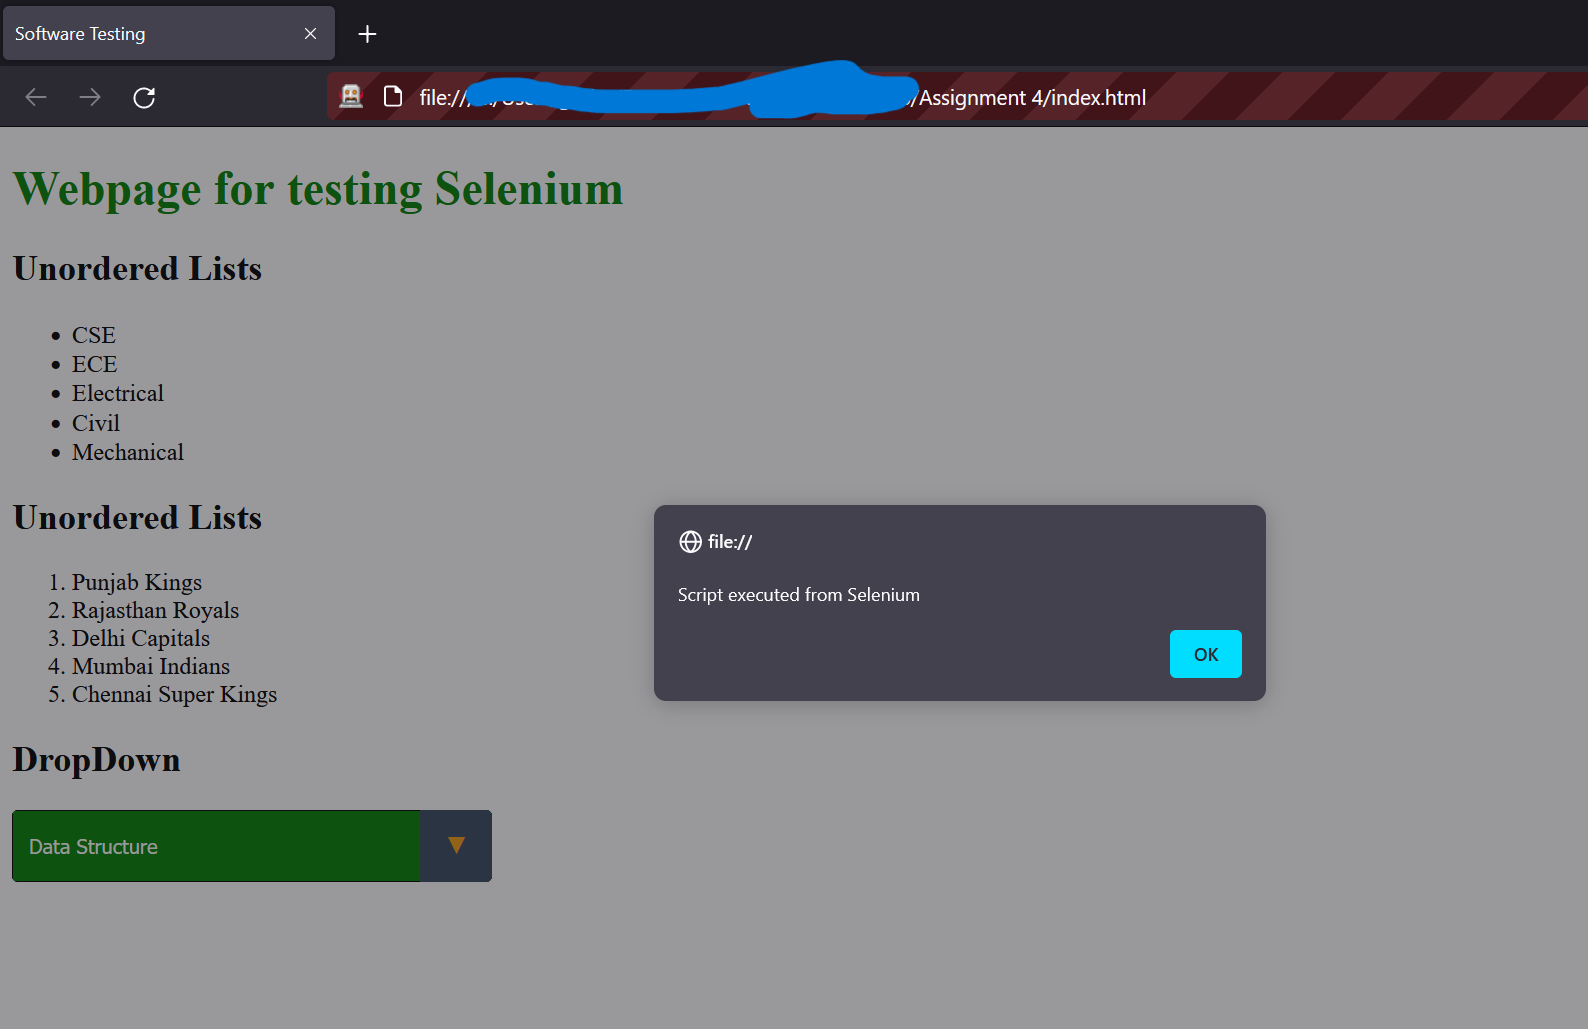 Software Testing
file:// /Assignment 4/index.html
Webpage for testing Selenium
Unordered Lists
• CSE
• ECE
• Electrical
• Civil
• Mechanical
Unordered Lists
1. Punjab Kings
2. Rajasthan Royals
3. Delhi Capitals
4. Mumbai Indians
5. Chennai Super Kings
DropDown
Data Structure
file://
Script executed from Selenium
OK